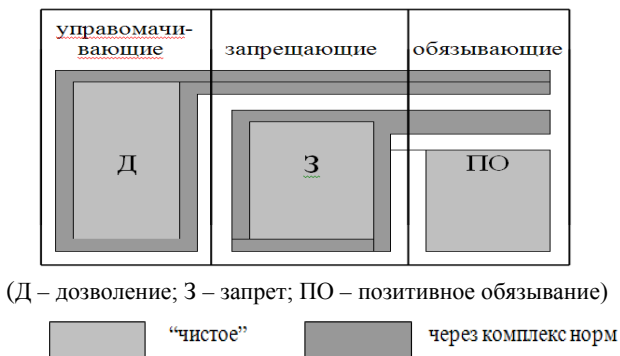 управомачи-
вающие
запрещающие
обязывающие
Д
З
ПО
(Д – дозволение; З – запрет; ПО – позитивное обязывание)
“чистое”
через комплекс норм